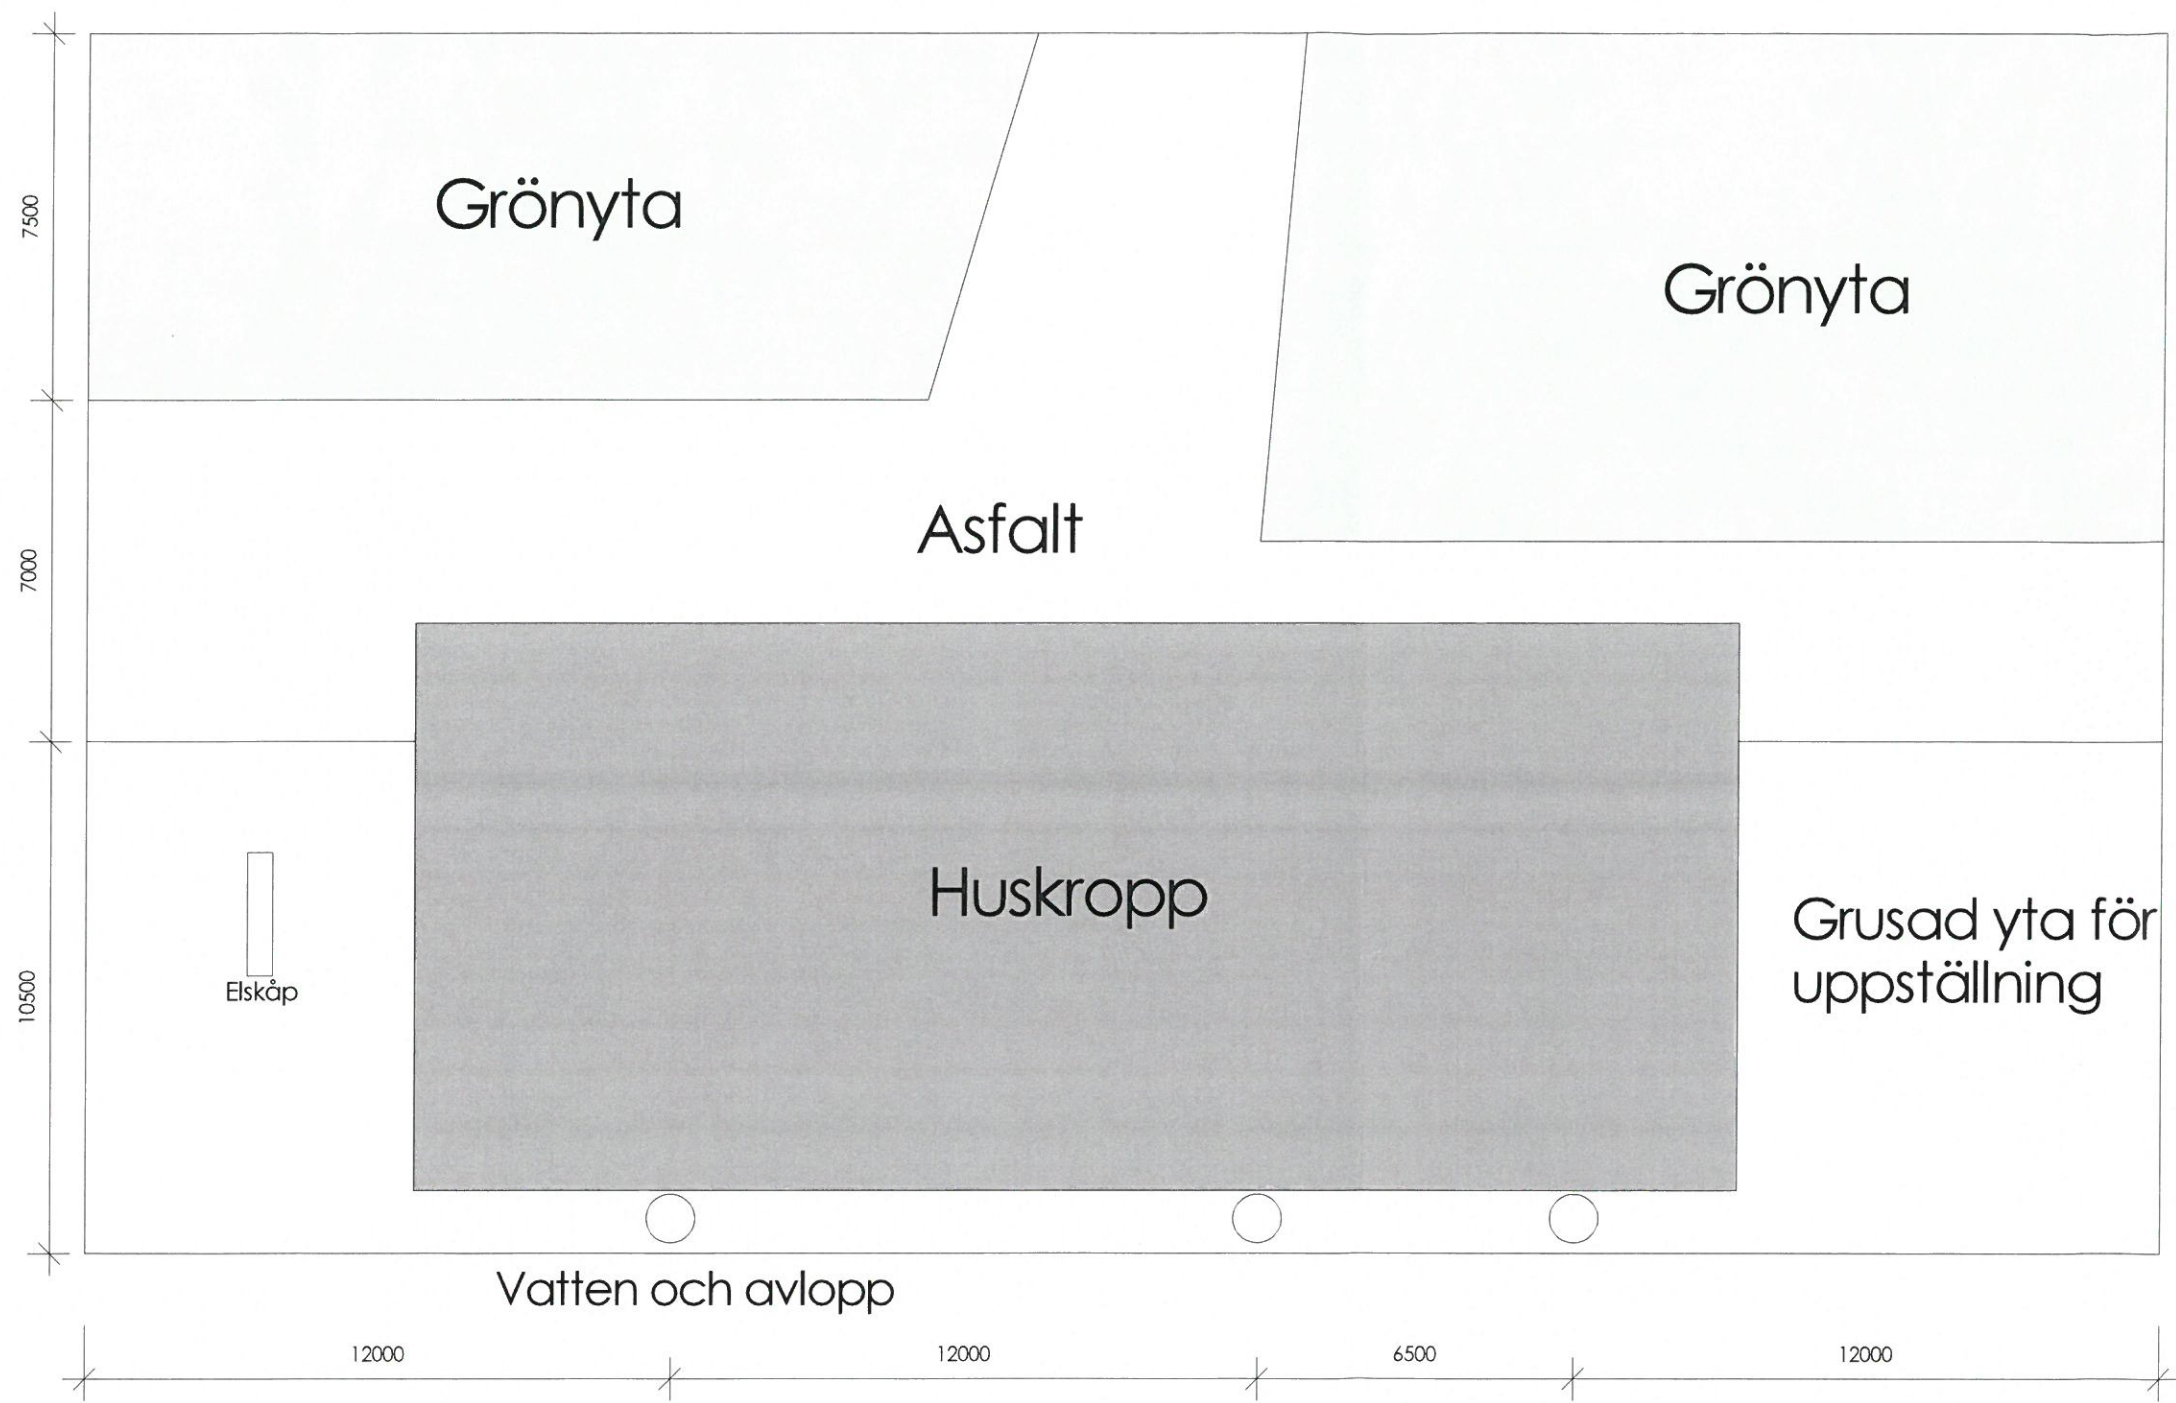 7500
Grönyta
Grönyta
7000
Asfalt
10500
Huskropp
Elskåp
Grusad yta för
uppställning
Vatten och avlopp
12000
12000
6500
12000